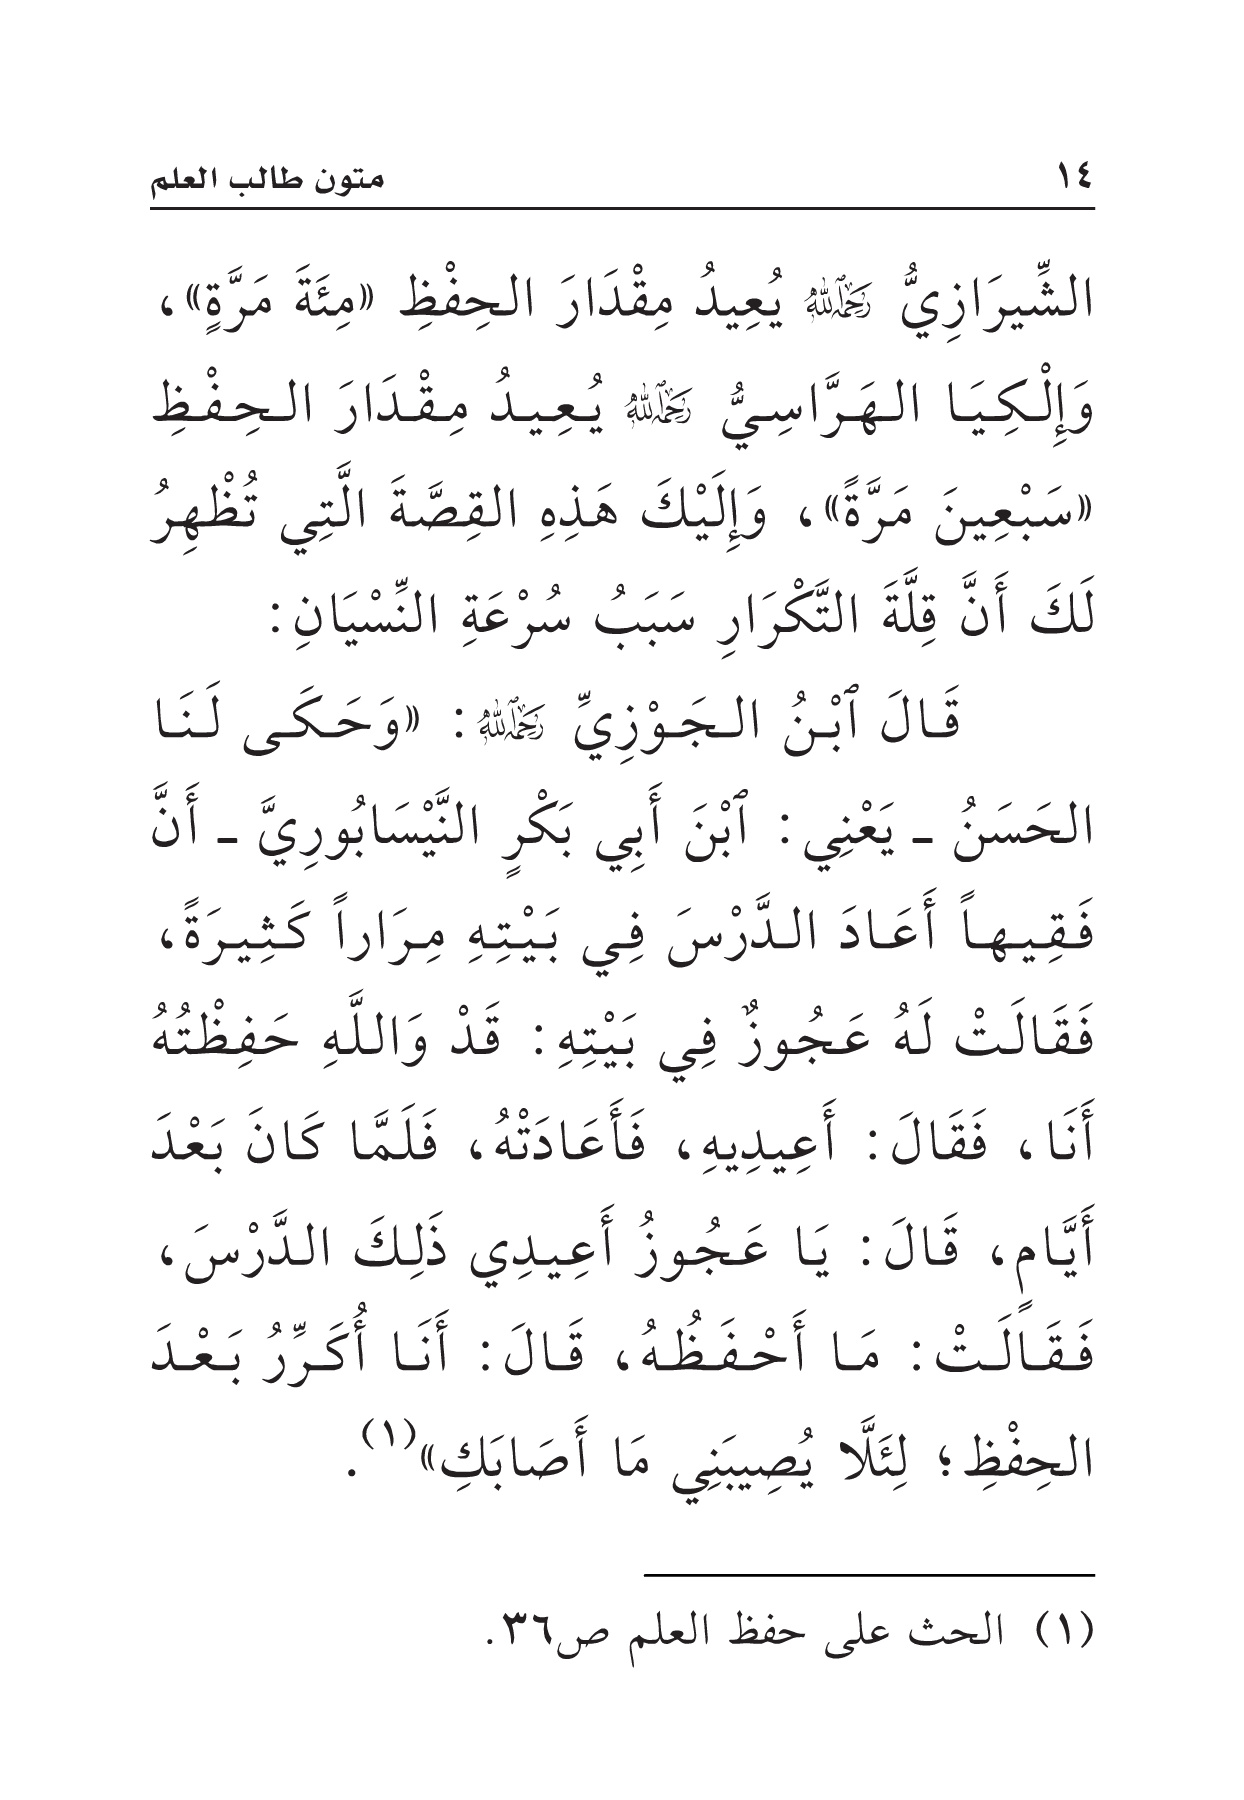 ١٤ متون طالب العلم
الشِّيرَازِيُّ رَحِمَهُ اللهُ يُعِيدُ مِقْدَارَ الحِفْظِ «مِئَةَ مَرَّةٍ»،
وَإِلْكِيَا الهَرَّاسِيُّ رَحِمَهُ اللهُ يُعِيدُ مِقْدَارَ الحِفْظِ
«سَبْعِينَ مَرَّةً»، وَإِلَيْكَ هَذِهِ القِصَّةَ الَّتِي تُظْهِرُ
لَكَ أَنَّ قِلَّةَ التَّكْرَارِ سَبَبُ سُرْعَةِ النِّسْيَانِ:
قَالَ ٱبْنُ الجَوْزِيِّ رَحِمَهُ اللهُ: «وَحَكَى لَنَا
الحَسَنُ ـ يَعْنِي: ٱبْنَ أَبِي بَكْرٍ النَّيْسَابُورِيَّ ـ أَنَّ
فَقِيهاً أَعَادَ الدَّرْسَ فِي بَيْتِهِ مِرَاراً كَثِيرَةً،
فَقَالَتْ لَهُ عَجُوزٌ فِي بَيْتِهِ: قَدْ وَاللَّهِ حَفِظْتُهُ
أَنَا، فَقَالَ: أَعِيدِيهِ، فَأَعَادَتْهُ، فَلَمَّا كَانَ بَعْدَ
أَيَّامٍ، قَالَ: يَا عَجُوزُ أَعِيدِي ذَلِكَ الدَّرْسَ،
فَقَالَتْ: مَا أَحْفَظُهُ، قَالَ: أَنَا أُكَرِّرُ بَعْدَ
الحِفْظِ؛ لِئَلَّا يُصِيبَنِي مَا أَصَابَكِ»(١).
(١) الحث على حفظ العلم ص٣٦.